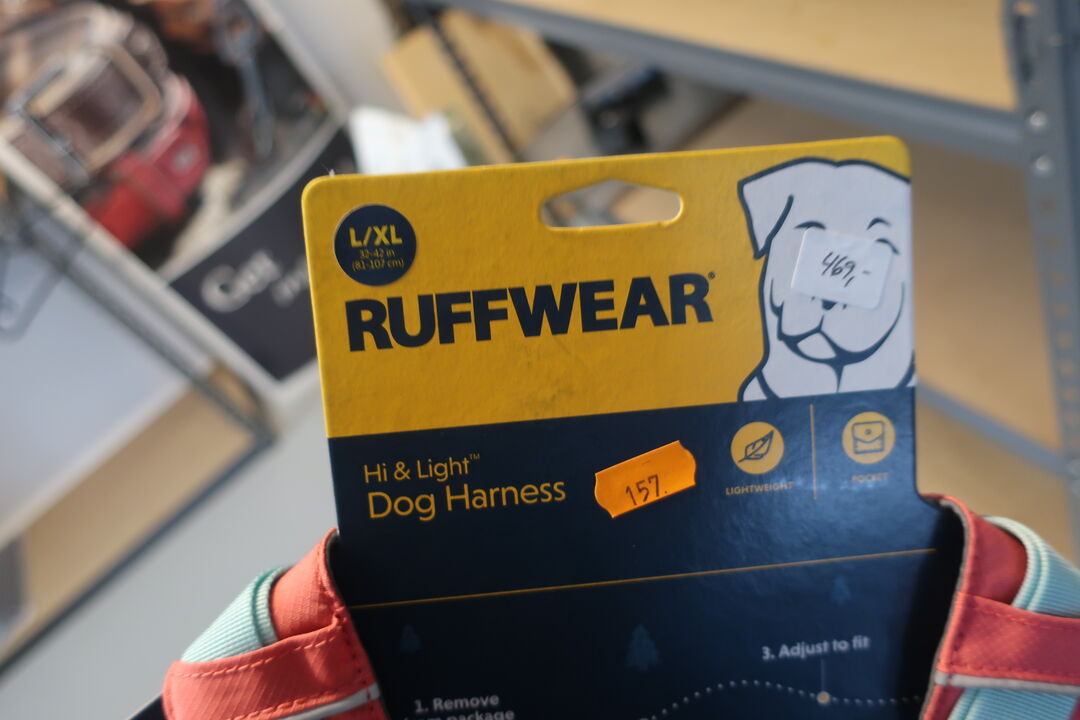 L/XL
32-42 in
(81-107 cm)
RUFFWEAR®
469,-
Hi & Light™
Dog Harness
157.
LIGHTWEIGHT
POCKET
3. Adjust to fit
1. Remove
package